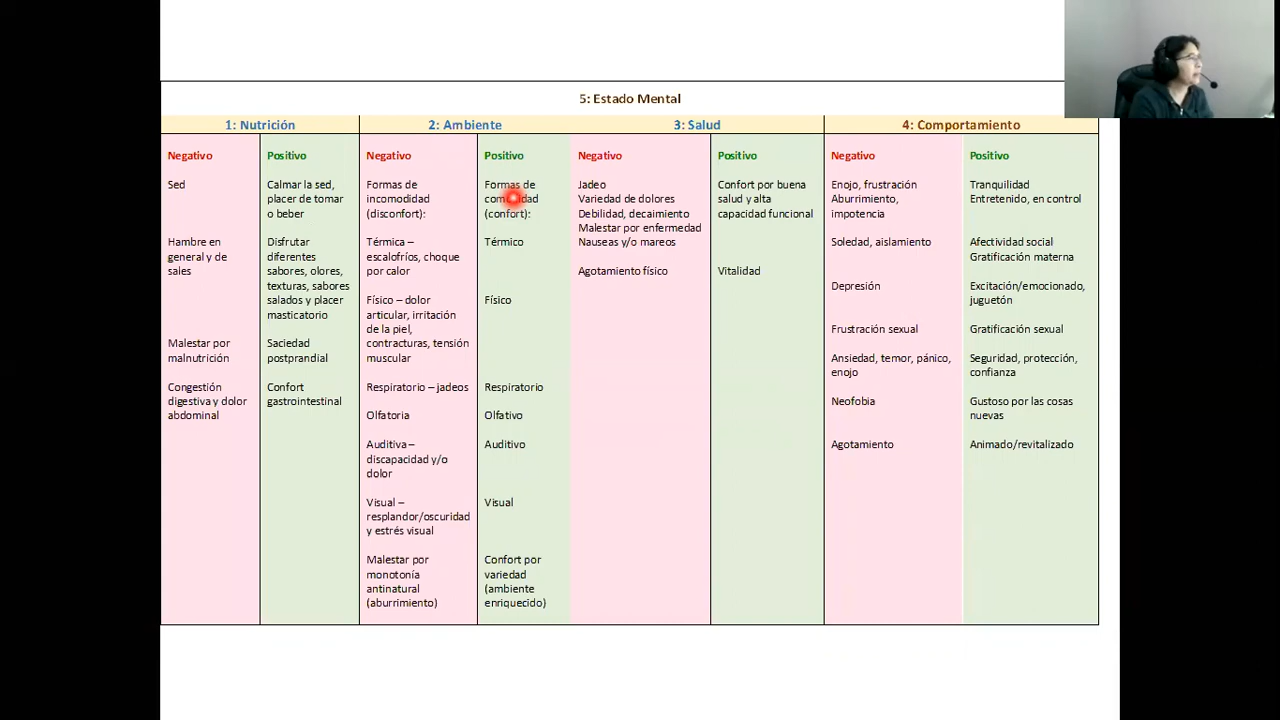 5: Estado Mental
1: Nutrición
2: Ambiente
3: Salud
4: Comportamiento
Negativo
Sed
Hambre en
general y de
sales
Malestar por
malnutrición
Congestión
digestiva y dolor
abdominal
Positivo
Calmar la sed,
placer de tomar
o beber
Disfrutar
diferentes
sabores, olores,
texturas, sabores
salados y placer
masticatorio
Saciedad
postprandial
Confort
gastrointestinal
Negativo
Formas de
incomodidad
(disconfort):
Térmica –
escalofríos, choque
por calor
Físico – dolor
articular, irritación
de la piel,
contracturas, tensión
muscular
Respiratorio – jadeos
Olfatoria
Auditiva –
discapacidad y/o
dolor
Visual –
resplandor/oscuridad
y estrés visual
Malestar por
monotonía
antinatural
(aburrimiento)
Positivo
Formas de
comodidad
(confort):
Térmico
Físico
Respiratorio
Olfativo
Auditivo
Visual
Confort por
variedad
(ambiente
enriquecido)
Negativo
Jadeo
Variedad de dolores
Debilidad, decaimiento
Malestar por enfermedad
Nauseas y/o mareos
Agotamiento físico
Positivo
Confort por buena
salud y alta
capacidad funcional
Vitalidad
Negativo
Enojo, frustración
Aburrimiento,
impotencia
Soledad, aislamiento
Depresión
Frustración sexual
Ansiedad, temor, pánico,
enojo
Neofobia
Agotamiento
Positivo
Tranquilidad
Entretenido, en control
Afectividad social
Gratificación materna
Excitación/emocionado,
juguetón
Gratificación sexual
Seguridad, protección,
confianza
Gustoso por las cosas
nuevas
Animado/revitalizado